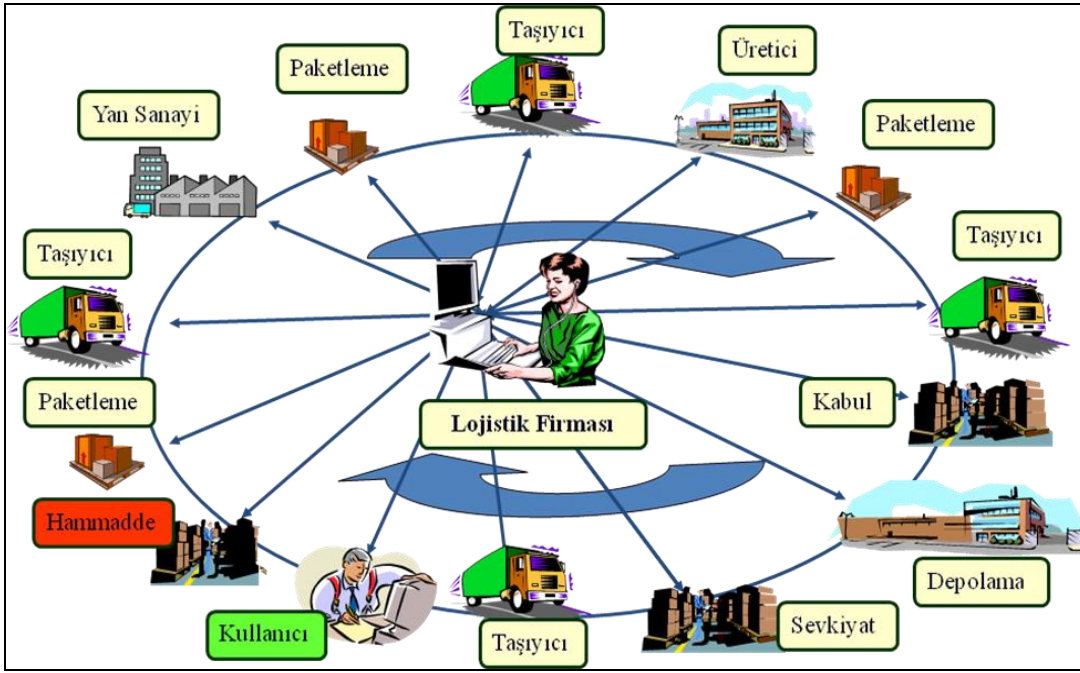 Taşıyıcı
Üretici
Paketleme
Yan Sanayi
Paketleme
Taşıyıcı
Taşıyıcı
Paketleme
Kabul
Lojistik Firması
Hammadde
Depolama
Kullanıcı
Taşıyıcı
Sevkiyat